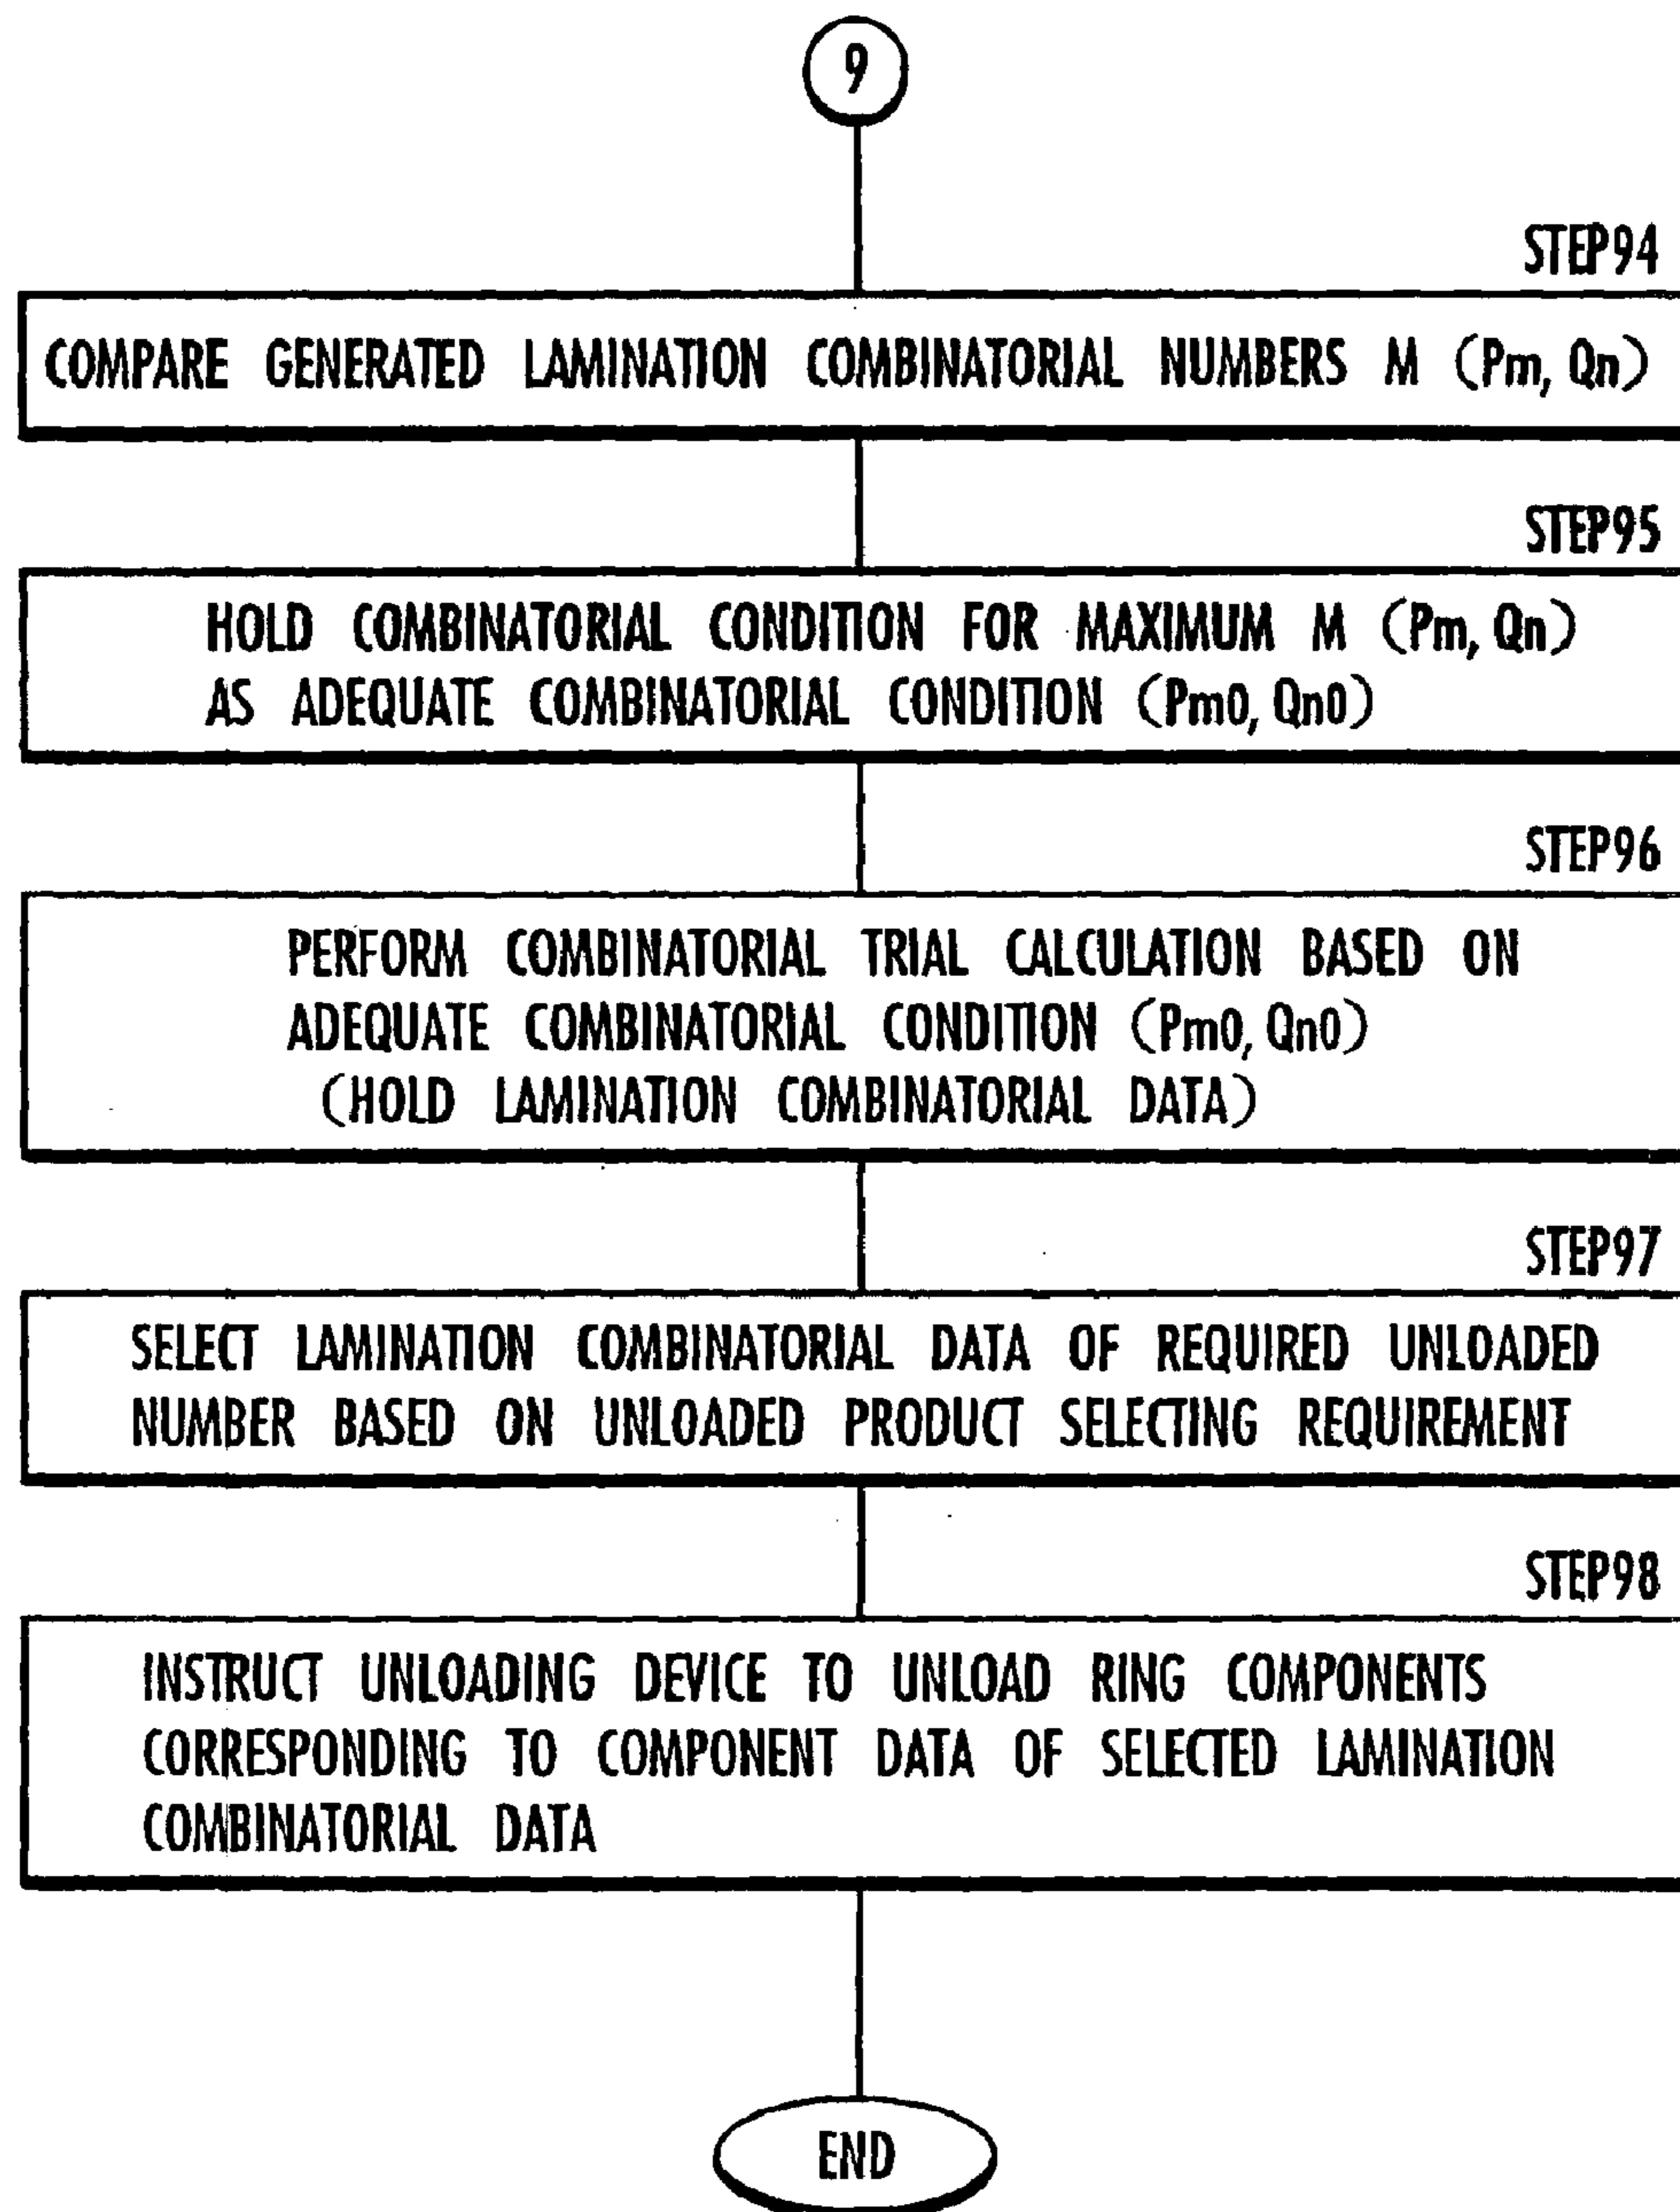 9
STEP94
COMPARE GENERATED LAMINATION COMBINATORIAL NUMBERS M (Pm, Qn)
STEP95
HOLD COMBINATORIAL CONDITION FOR MAXIMUM M (Pm, Qn)
AS ADEQUATE COMBINATORIAL CONDITION (Pm0, Qn0)
STEP96
PERFORM COMBINATORIAL TRIAL CALCULATION BASED ON
ADEQUATE COMBINATORIAL CONDITION (Pm0, Qn0)
(HOLD LAMINATION COMBINATORIAL DATA)
STEP97
SELECT LAMINATION COMBINATORIAL DATA OF REQUIRED UNLOADED
NUMBER BASED ON UNLOADED PRODUCT SELECTING REQUIREMENT
STEP98
INSTRUCT UNLOADING DEVICE TO UNLOAD RING COMPONENTS
CORRESPONDING TO COMPONENT DATA OF SELECTED LAMINATION
COMBINATORIAL DATA
END